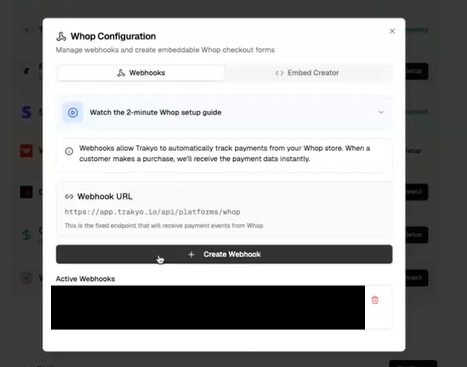 Whop Configuration
Manage webhooks and create embeddable Whop checkout forms
Webhooks
Embed Creator
Watch the 2-minute Whop setup guide
Webhooks allow Trakyo to automatically track payments from your Whop store. When a
customer makes a purchase, we'll receive the payment data instantly.
Webhook URL
https://app.trakyo.io/api/platforms/whop
This is the fixed endpoint that will receive payment events from Whop
Create Webhook
Active Webhooks